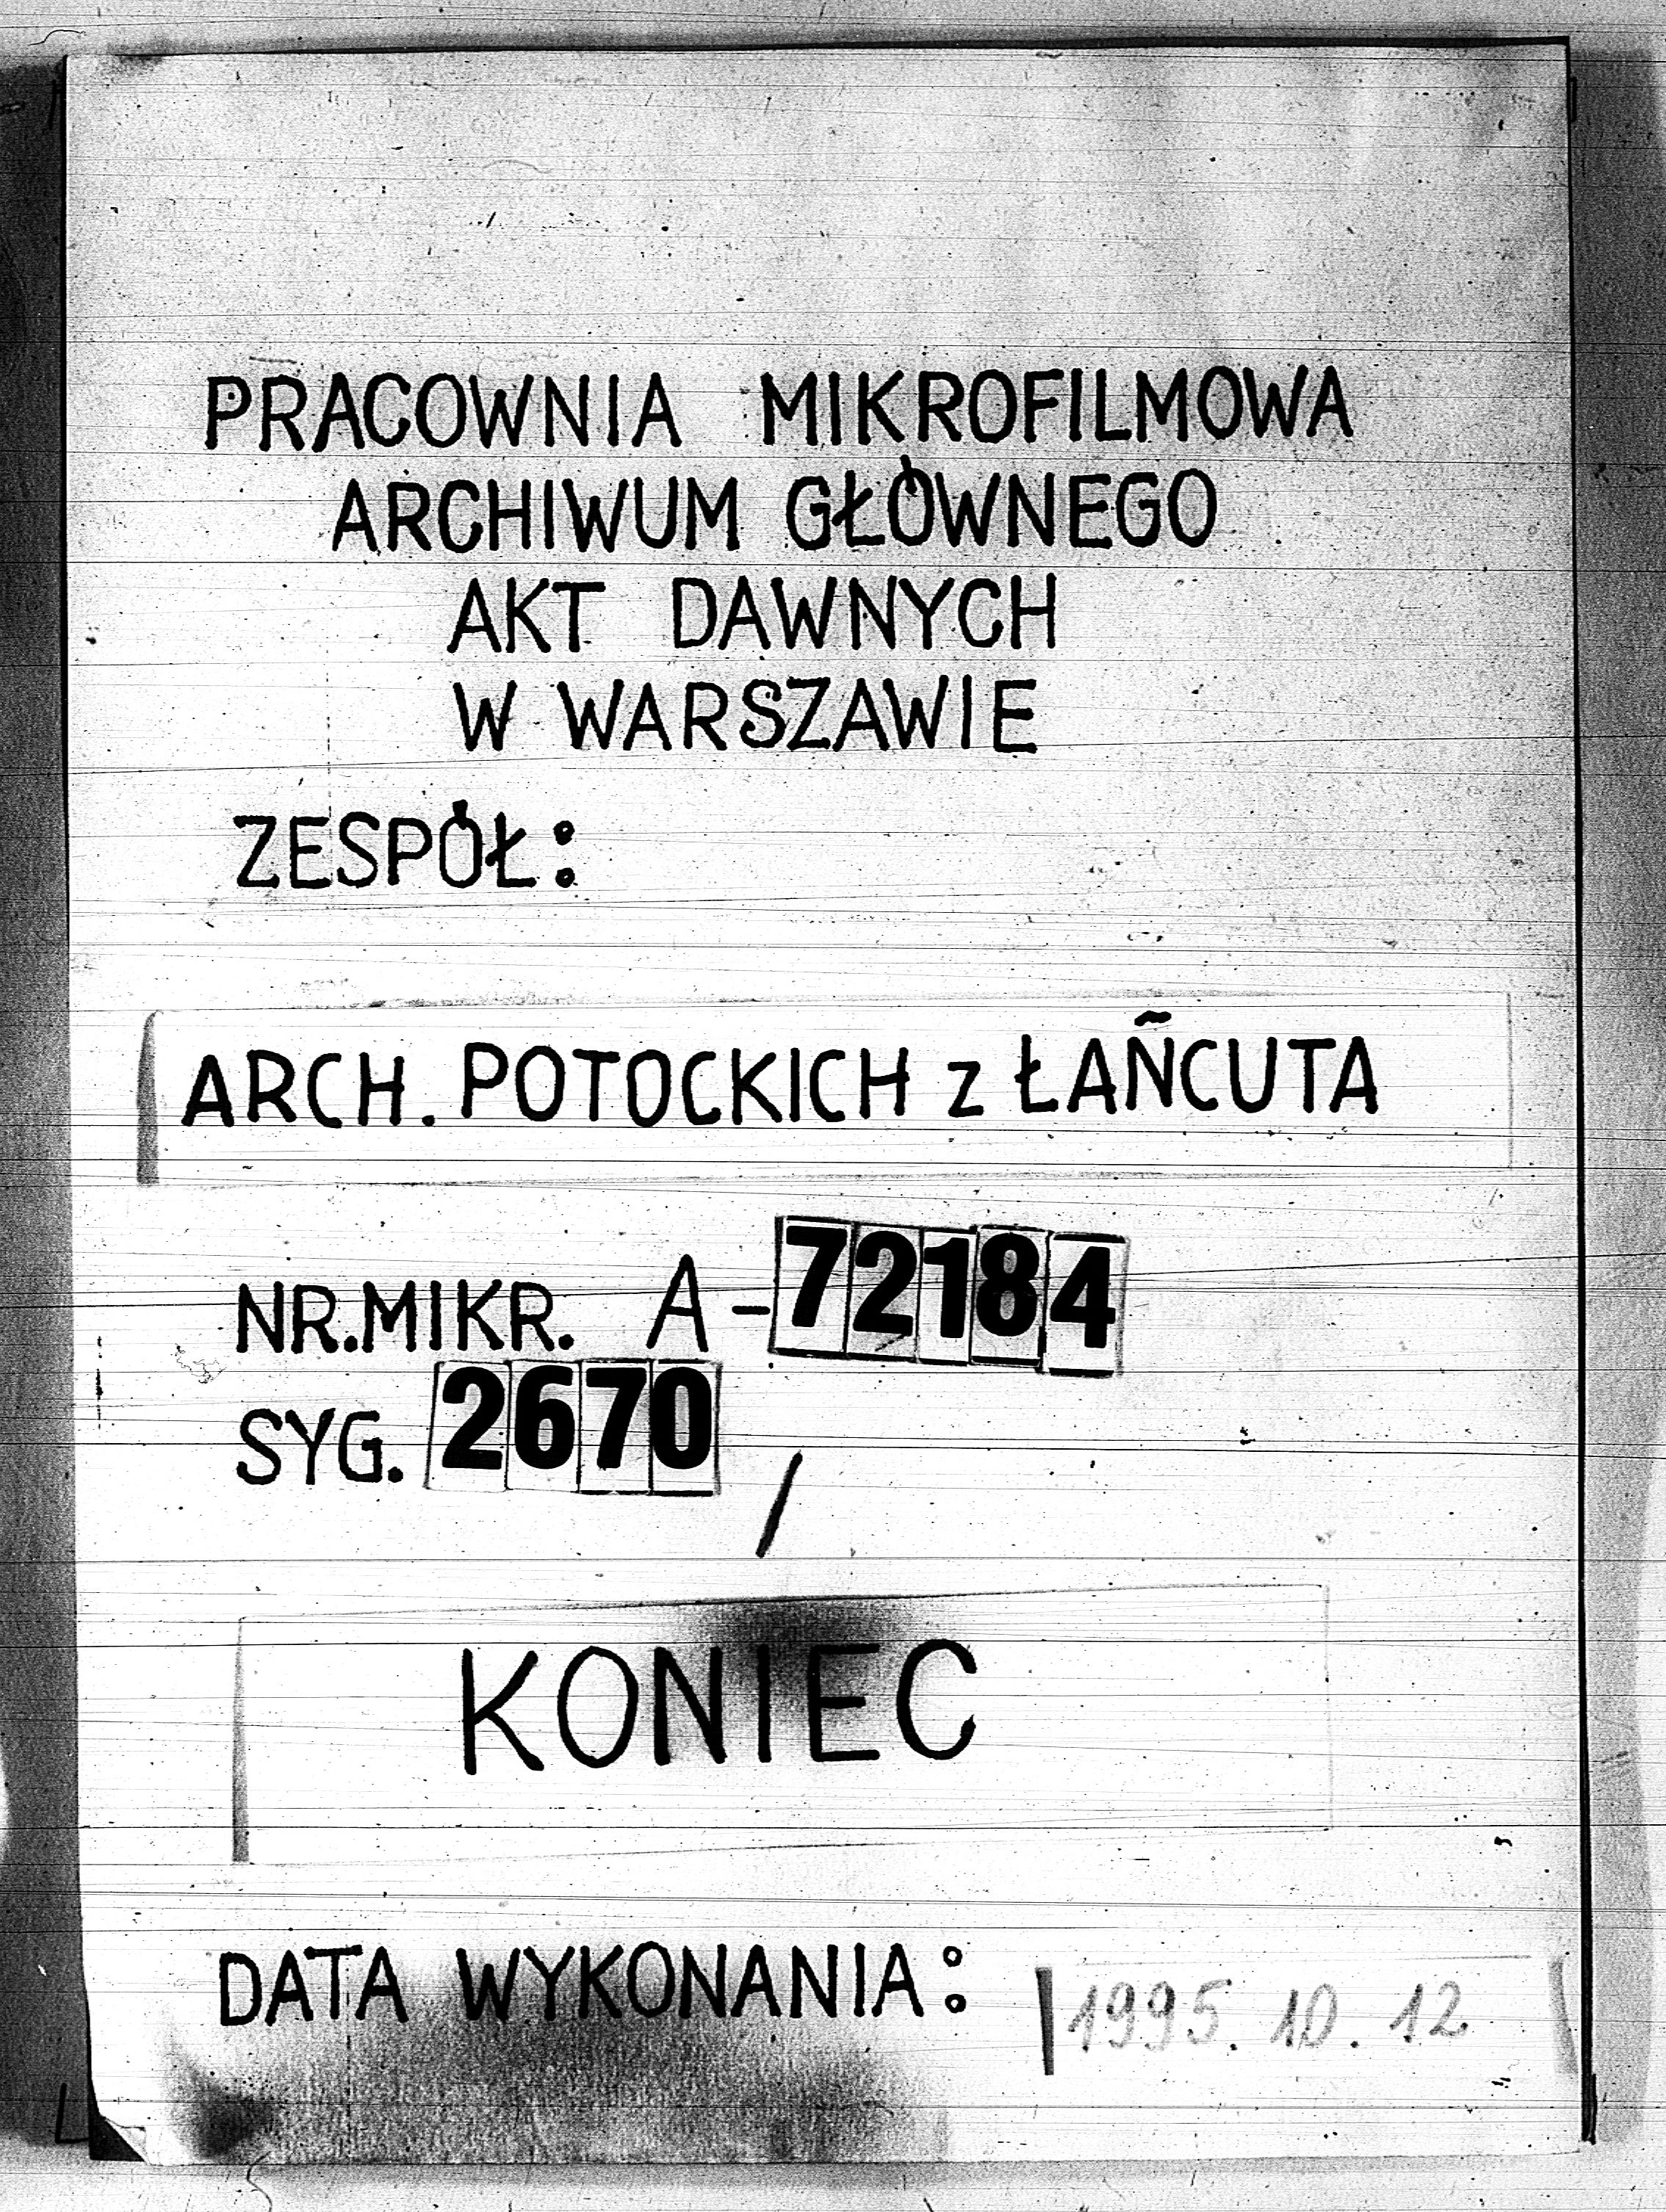 PRACOWNIA MIKROFILMOWA
ARCHIWUM GŁÓWNEGO
AKT DAWNYCH
W WARSZAWIE
ZESPÓŁ:
ARCH. POTOCKICH z ŁAŃCUTA
NR.MIKR. A-72184
SYG. 2670 /
KONIEC
DATA WYKONANIA: 1995.10.12